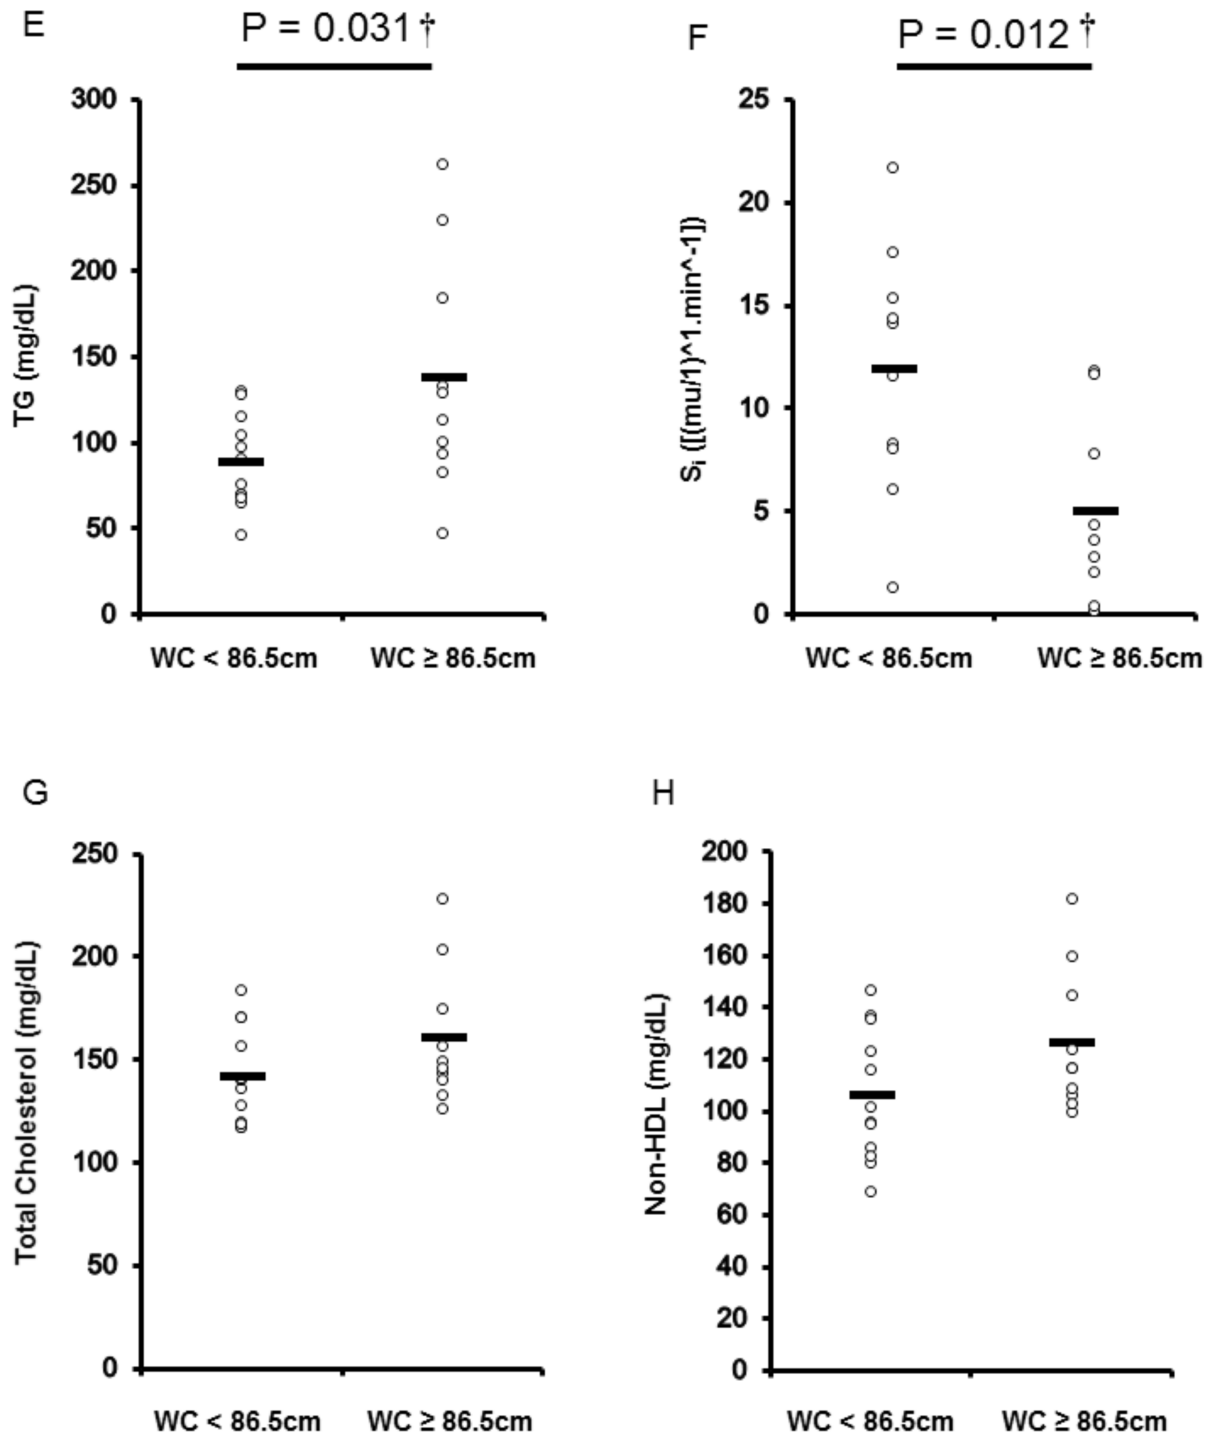 E
P = 0.031 †
300
250
200
150
100
50
0
TG (mg/dL)
WC < 86.5cm WC ≥ 86.5cm
F
P = 0.012 †
25
20
15
10
5
0
Si ([(mu/1)^1.min^-1])
WC < 86.5cm WC ≥ 86.5cm
G
250
200
150
100
50
0
Total Cholesterol (mg/dL)
WC < 86.5cm WC ≥ 86.5cm
H
200
180
160
140
120
100
80
60
40
20
0
Non-HDL (mg/dL)
WC < 86.5cm WC ≥ 86.5cm